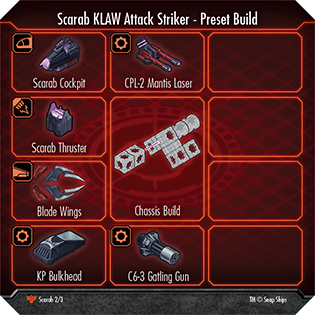 Scarab KLAW Attack Striker - Preset Build
Scarab Cockpit
CPL-2 Mantis Laser
Scarab Thruster
Blade Wings
Chassis Build
KP Bulkhead
C6-3 Gatling Gun
Scarab 2/3
TM © Snap Ships